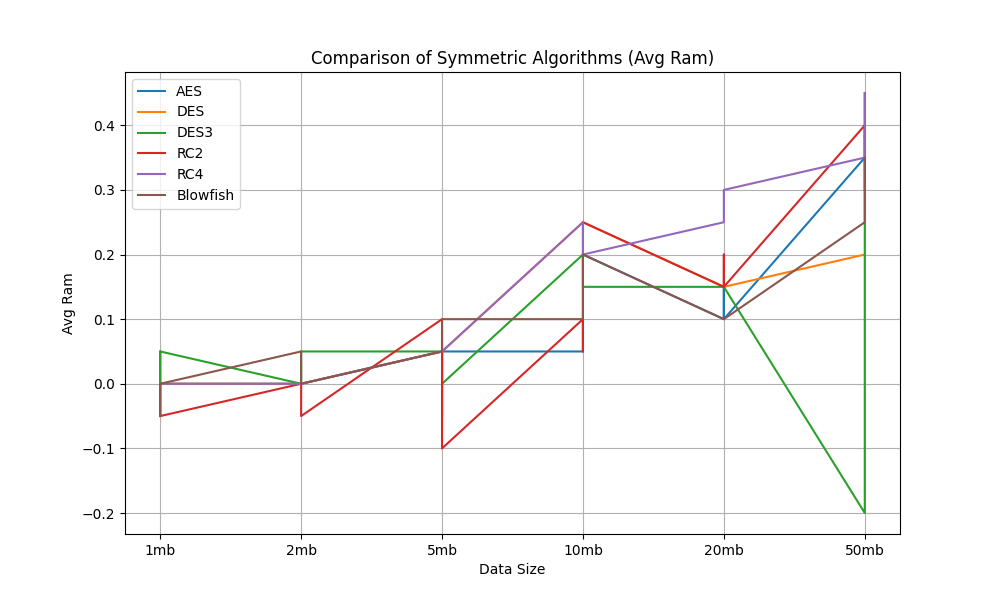 Comparison of Symmetric Algorithms (Avg Ram)
AES
DES
DES3
RC2
RC4
Blowfish
Avg Ram
0.4
0.3
0.2
0.1
0.0
−0.1
−0.2
1mb
2mb
5mb
10mb
20mb
50mb
Data Size